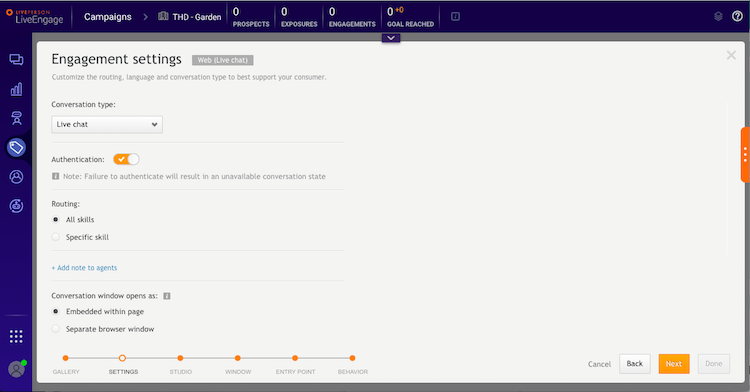 LIVEPERSON
LiveEngage
Campaigns
THD - Garden
0
PROSPECTS
0
EXPOSURES
0
ENGAGEMENTS
0 +0
GOAL REACHED
Engagement settings
Web (Live chat)
Customize the routing, language and conversation type to best support your consumer.
Conversation type:
Live chat
Authentication:
Note: Failure to authenticate will result in an unavailable conversation state
Routing:
All skills
Specific skill
+ Add note to agents
Conversation window opens as:
Embedded within page
Separate browser window
GALLERY SETTINGS STUDIO WINDOW ENTRY POINT BEHAVIOR
Cancel Back Next Done